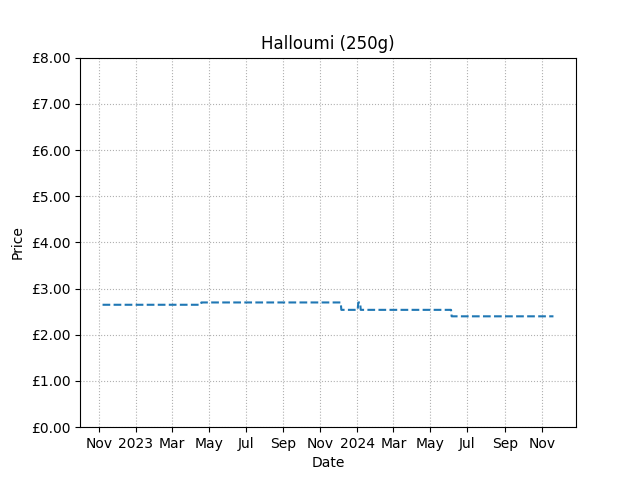 Halloumi (250g)
£8.00
£7.00
£6.00
£5.00
£4.00
£3.00
£2.00
£1.00
£0.00
Price
Nov 2023 Mar May Jul Sep Nov 2024 Mar May Jul Sep Nov
Date